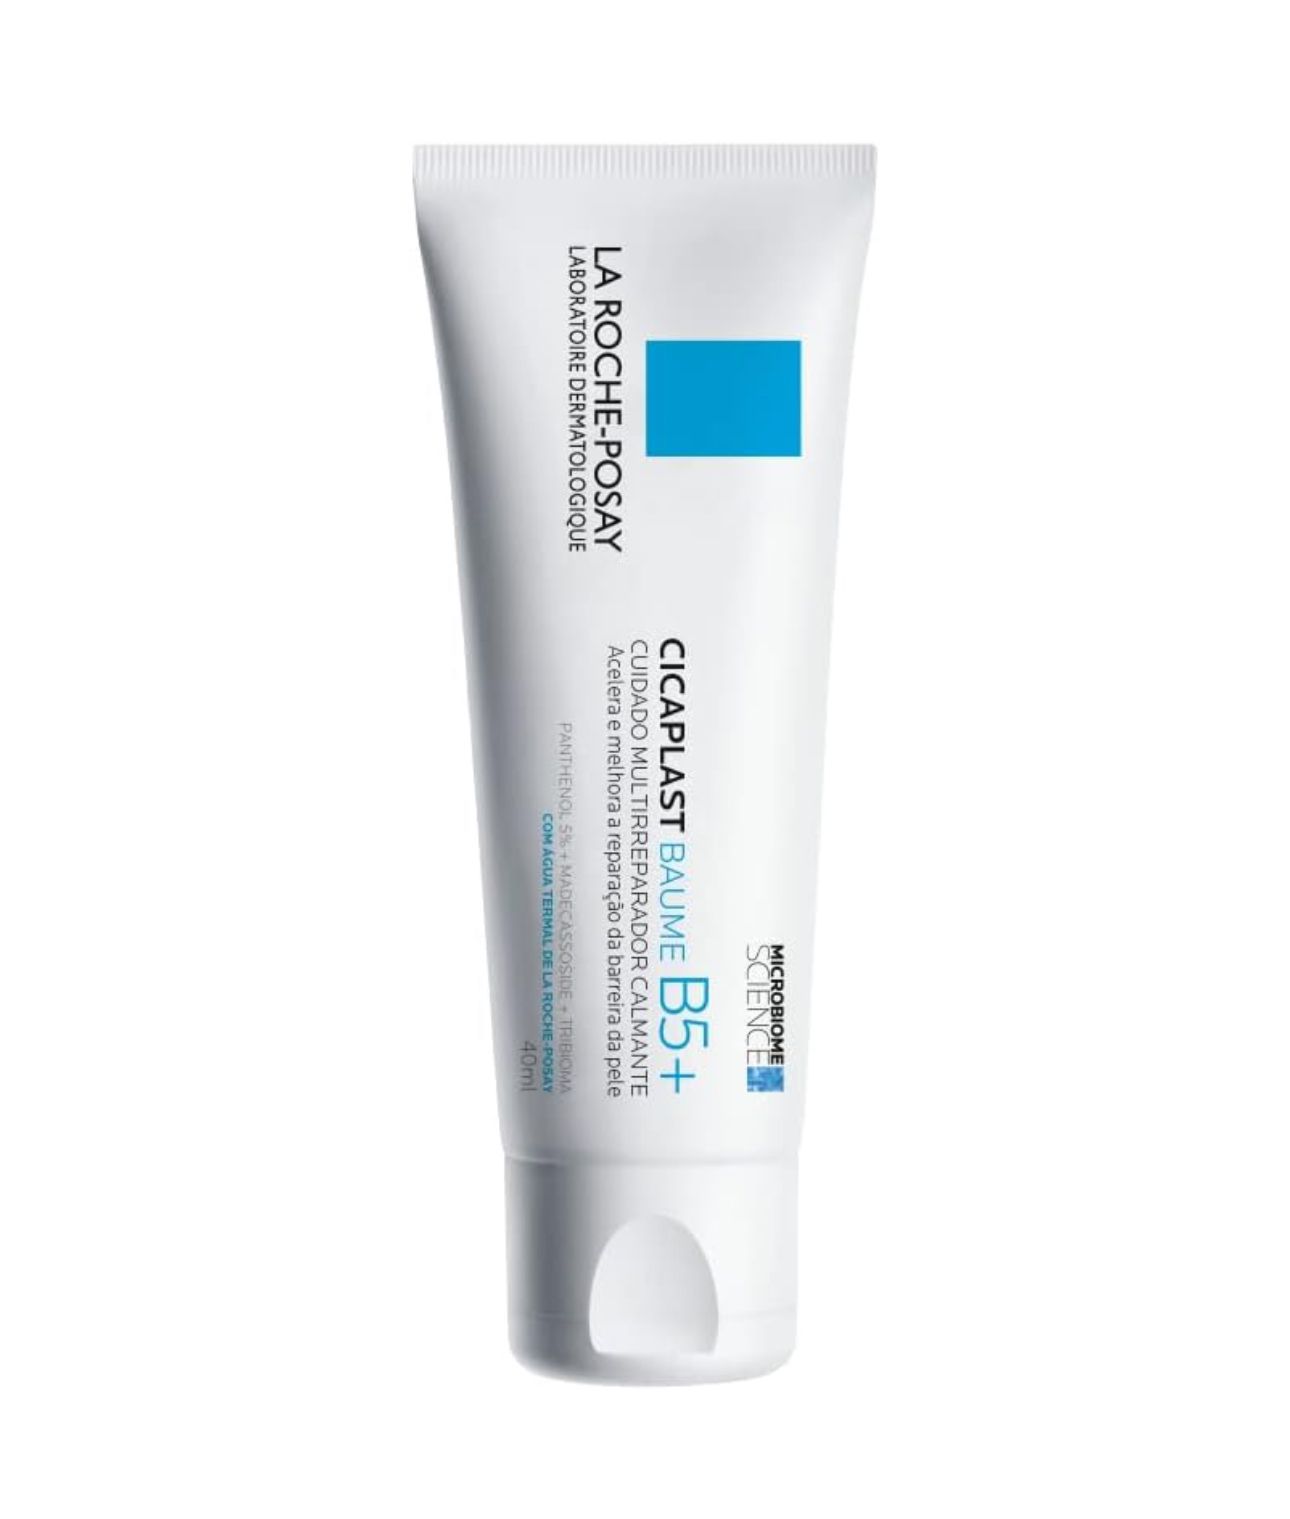 LA ROCHE-POSAY
LABORATOIRE DERMATOLOGIQUE
MICROBIOME
SCIENCE
CICAPLAST BAUME B5+
CUIDADO MULTIRREPARADOR CALMANTE
Acelera e melhora a reparação da barreira da pele
PANTHENOL 5% + MADECASSOSIDE + TRIBIOMA
COM ÁGUA TERMAL DE LA ROCHE-POSAY
40ml